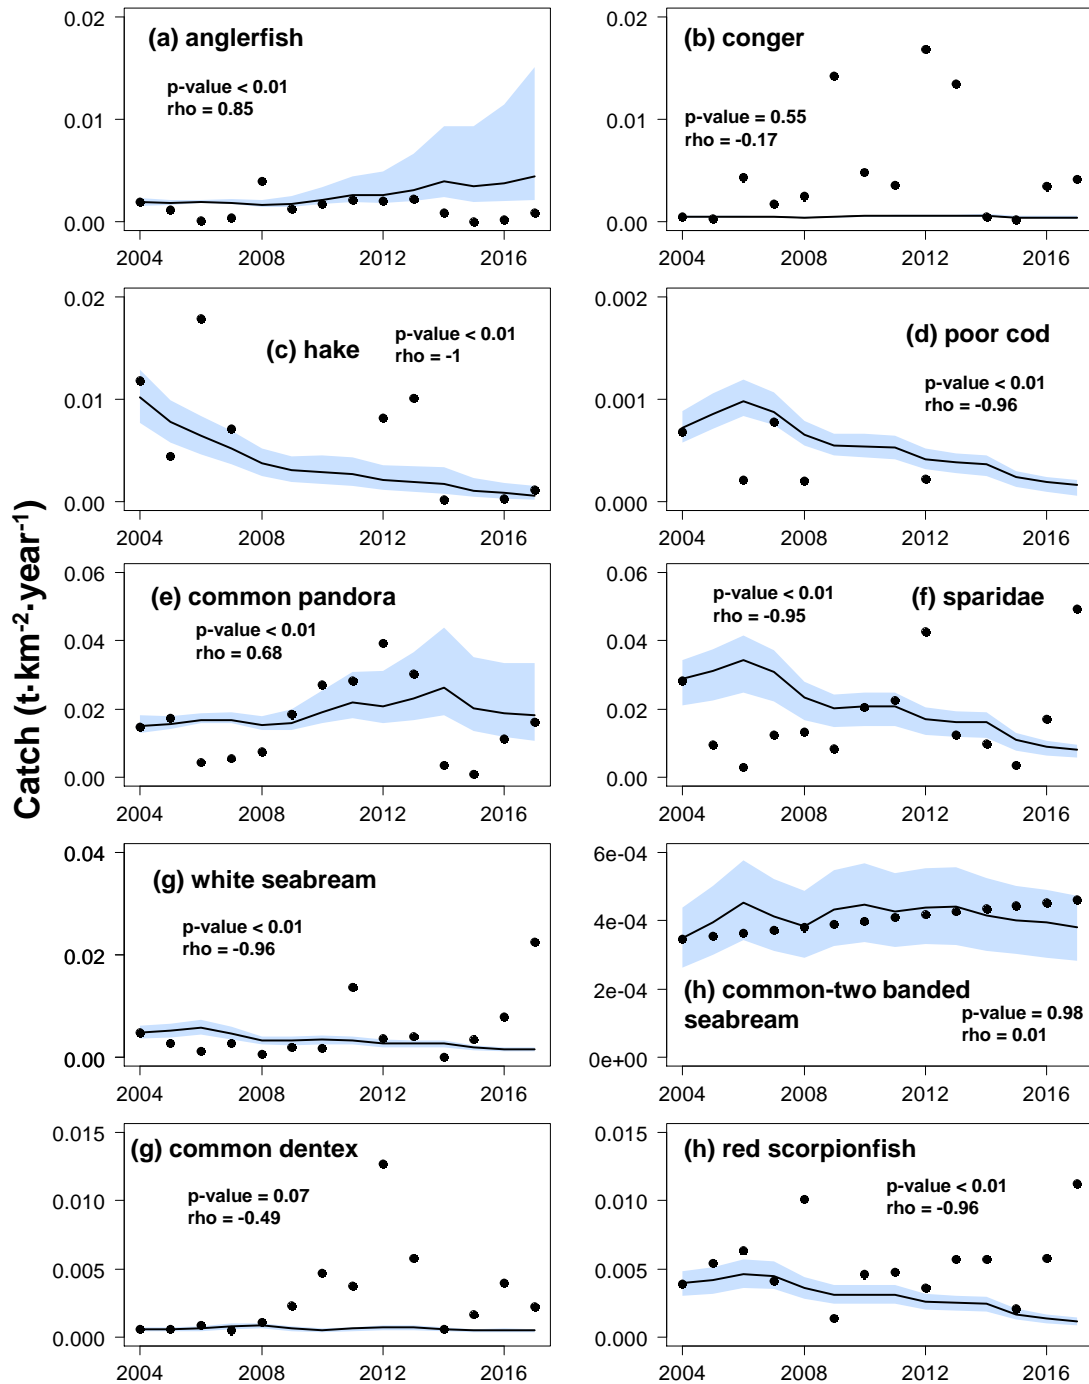 Catch (t·km-2·year-1)
(a) anglerfish
p-value < 0.01
rho = 0.85
0.02
0.01
0.00
2004 2008 2012 2016
(b) conger
p-value = 0.55
rho = -0.17
0.02
0.01
0.00
2004 2008 2012 2016
(c) hake
p-value < 0.01
rho = -1
0.02
0.01
0.00
2004 2008 2012 2016
(d) poor cod
p-value < 0.01
rho = -0.96
0.002
0.001
0.000
2004 2008 2012 2016
(e) common pandora
p-value < 0.01
rho = 0.68
0.06
0.04
0.02
0.00
2004 2008 2012 2016
(f) sparidae
p-value < 0.01
rho = -0.95
0.06
0.04
0.02
0.00
2004 2008 2012 2016
(g) white seabream
p-value < 0.01
rho = -0.96
0.04
0.02
0.00
2004 2008 2012 2016
(h) common-two banded
seabream
p-value = 0.98
rho = 0.01
6e-04
4e-04
2e-04
0e+00
2004 2008 2012 2016
(g) common dentex
p-value = 0.07
rho = -0.49
0.015
0.010
0.005
0.000
2004 2008 2012 2016
(h) red scorpionfish
p-value < 0.01
rho = -0.96
0.015
0.010
0.005
0.000
2004 2008 2012 2016